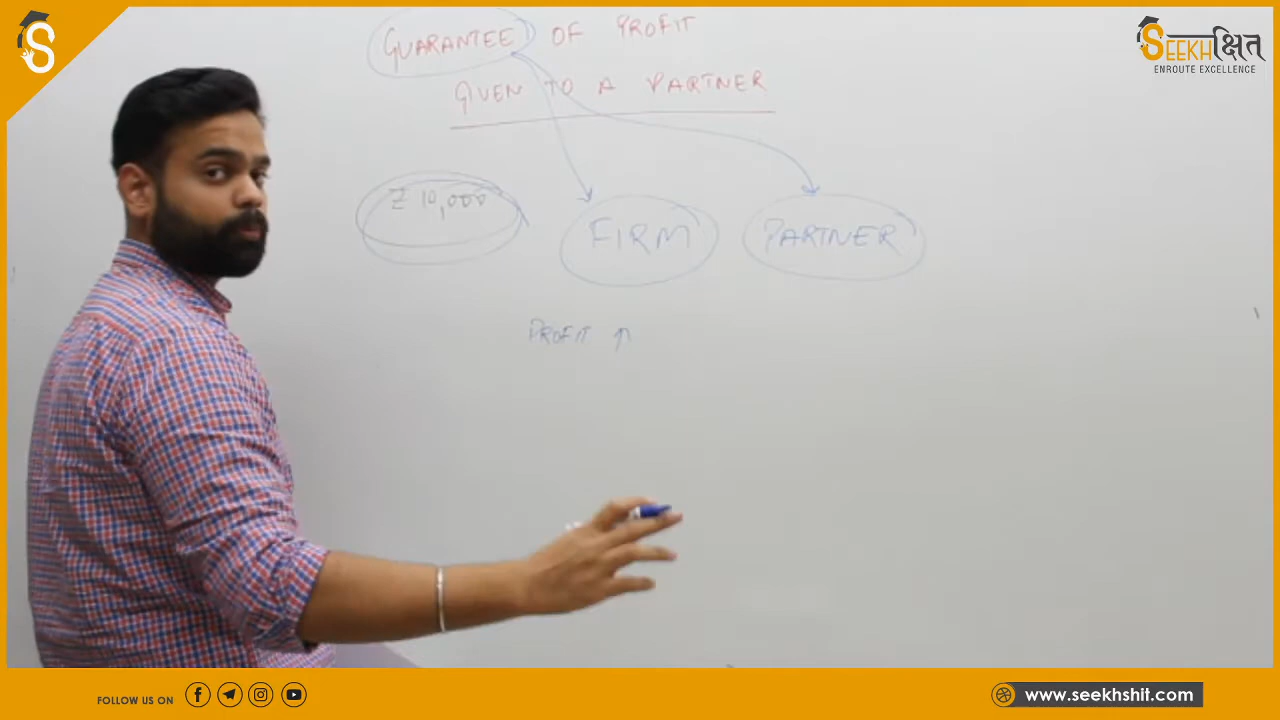 GUARANTEE OF PROFIT
GIVEN TO A PARTNER
₹ 10,000
FIRM
PARTNER
PROFIT ↑
S
SEEKHक्षित
ENROUTE EXCELLENCE
FOLLOW US ON
www.seekhshit.com